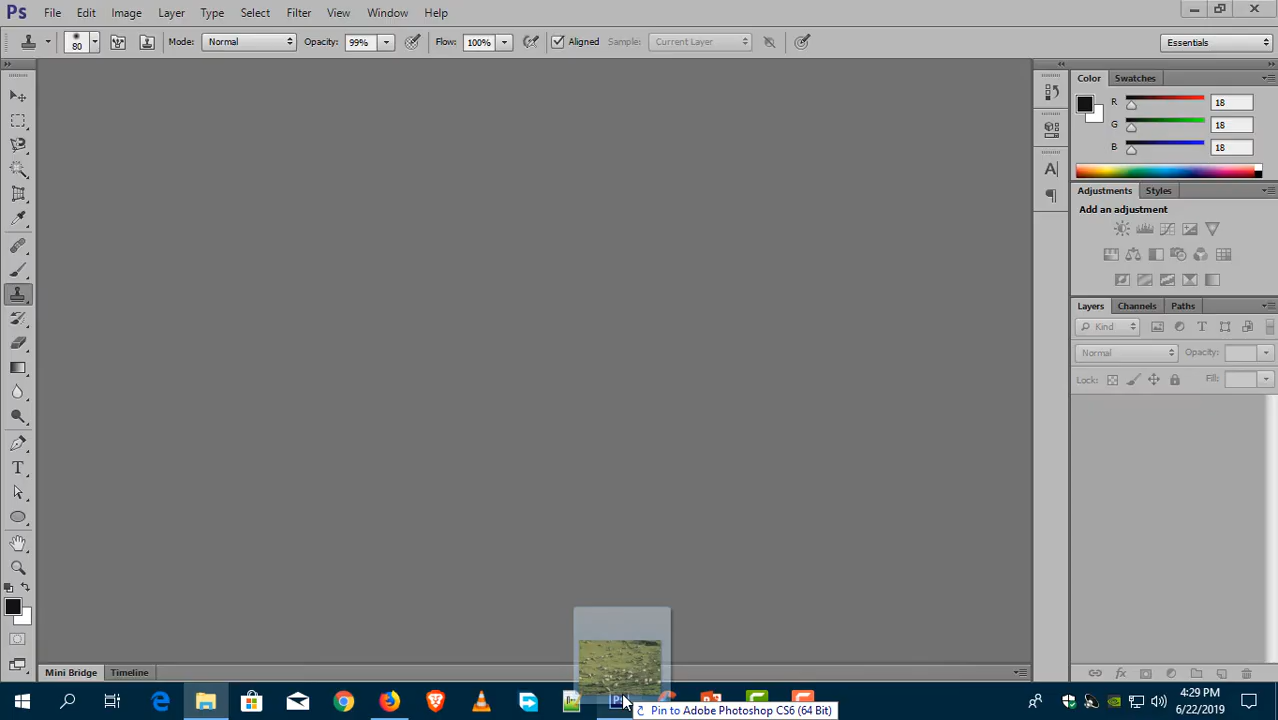 Ps File Edit Image Layer Type Select Filter View Window Help
80 Mode: Normal Opacity: 99% Flow: 100% Aligned Sample: Current Layer Essentials
Color Swatches
R 18
G 18
B 18
Adjustments Styles
Add an adjustment
Layers Channels Paths
Kind
Normal Opacity:
Lock: Fill:
Mini Bridge Timeline
Pin to Adobe Photoshop CS6 (64 Bit)
4:29 PM
6/22/2019